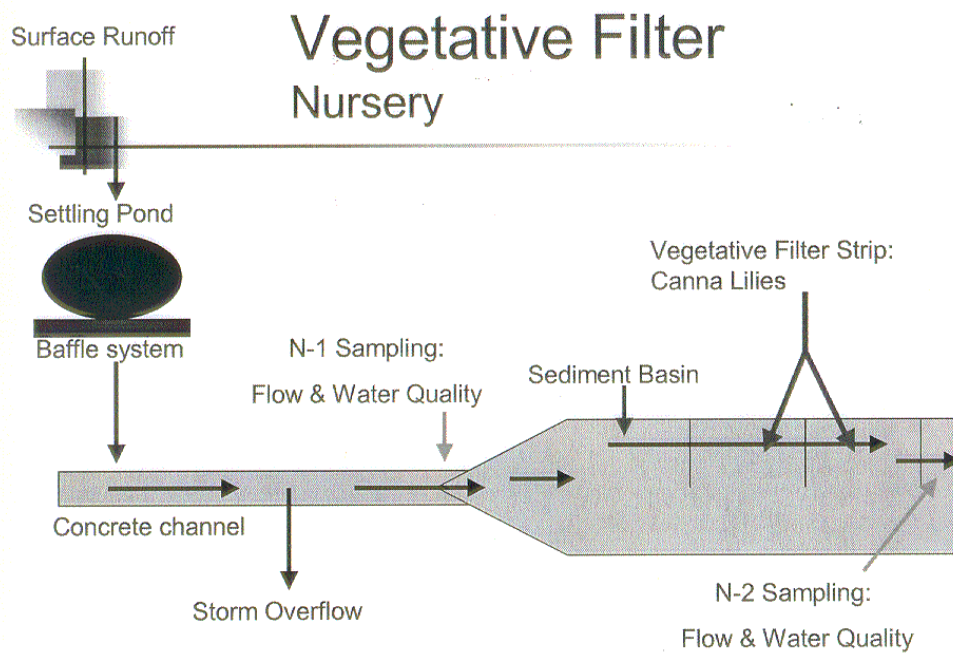 Vegetative Filter
Nursery
Surface Runoff
Settling Pond
Baffle system
N-1 Sampling:
Flow & Water Quality
Vegetative Filter Strip:
Canna Lilies
Sediment Basin
Concrete channel
Storm Overflow
N-2 Sampling:
Flow & Water Quality